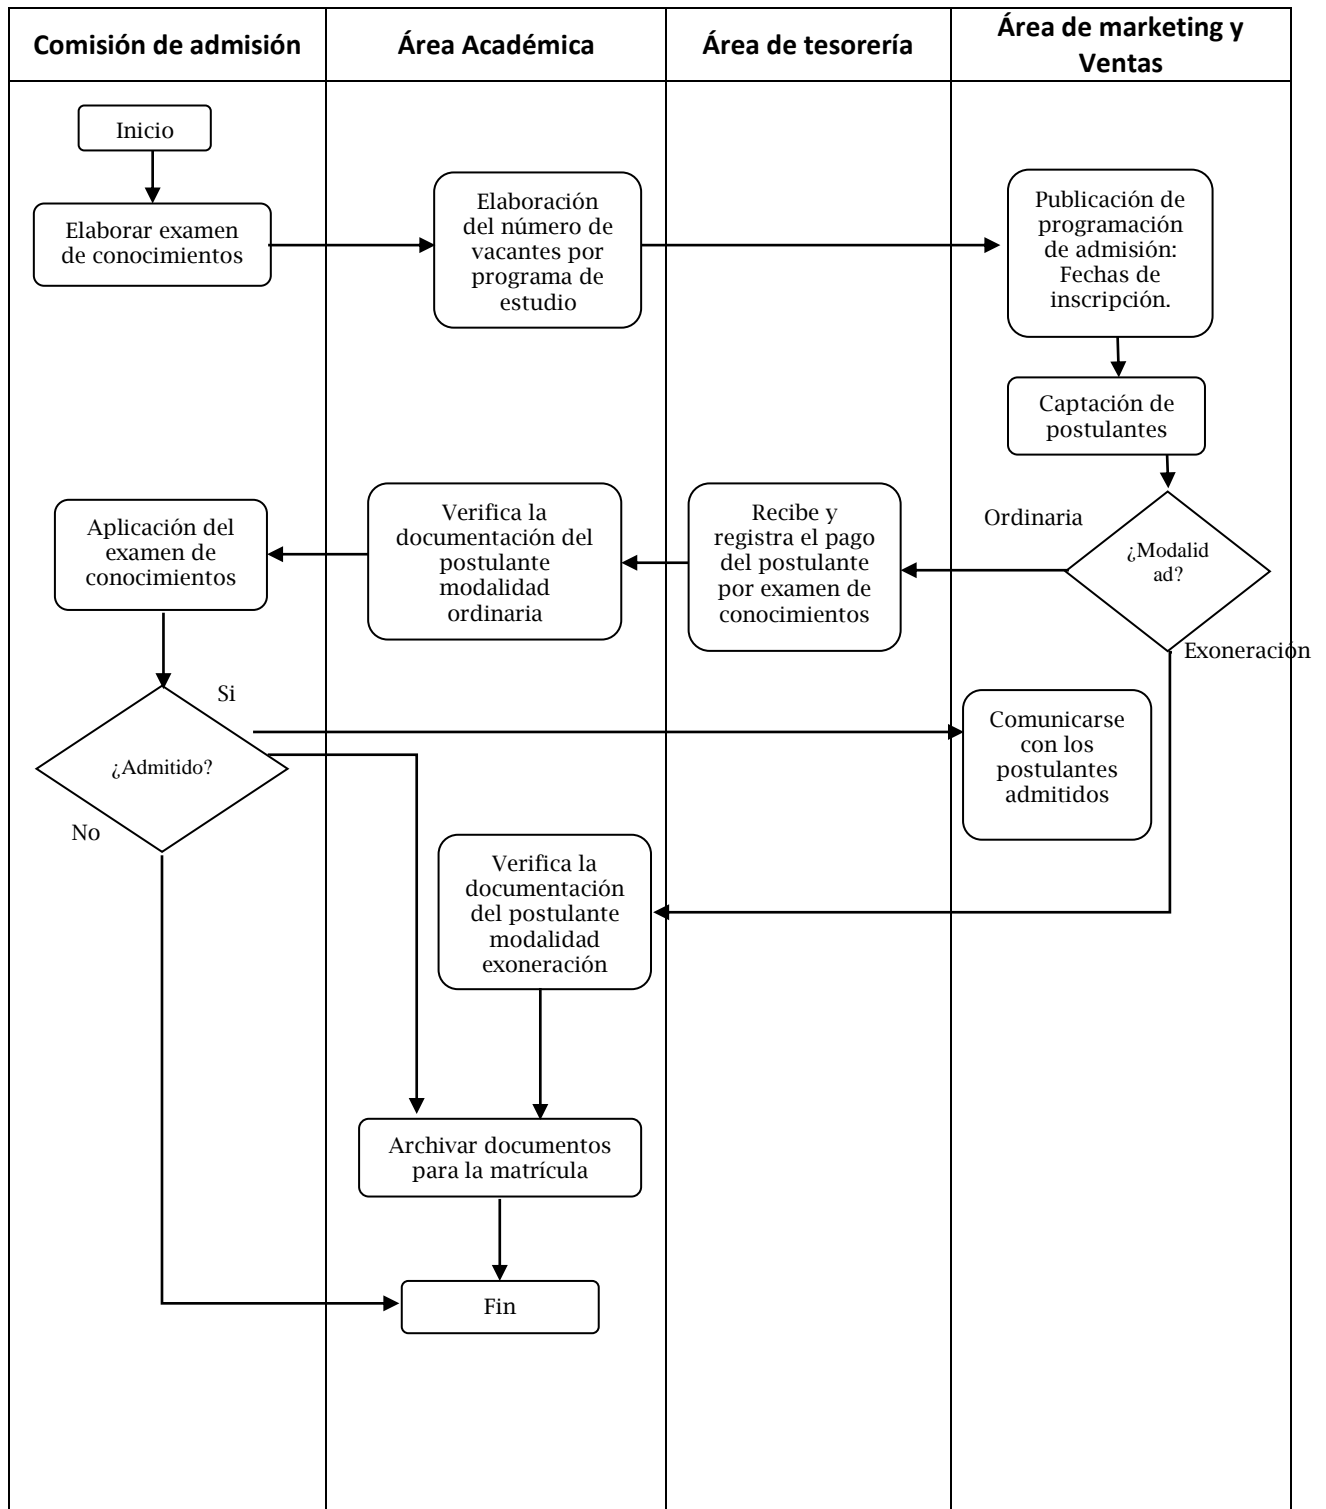 Comisión de admisión
Área Académica
Área de tesorería
Área de marketing y
Ventas
Inicio
Elaborar examen
de conocimientos
Elaboración
del número de
vacantes por
programa de
estudio
Publicación de
programación
de admisión:
Fechas de
inscripción.
Captación de
postulantes
Aplicación del
examen de
conocimientos
Verifica la
documentación del
postulante
modalidad
ordinaria
Recibe y
registra el pago
del postulante
por examen de
conocimientos
Ordinaria
¿Modalid
ad?
Exoneración
Si
¿Admitido?
No
Comunicarse
con los
postulantes
admitidos
Verifica la
documentación
del postulante
modalidad
exoneración
Archivar documentos
para la matrícula
Fin